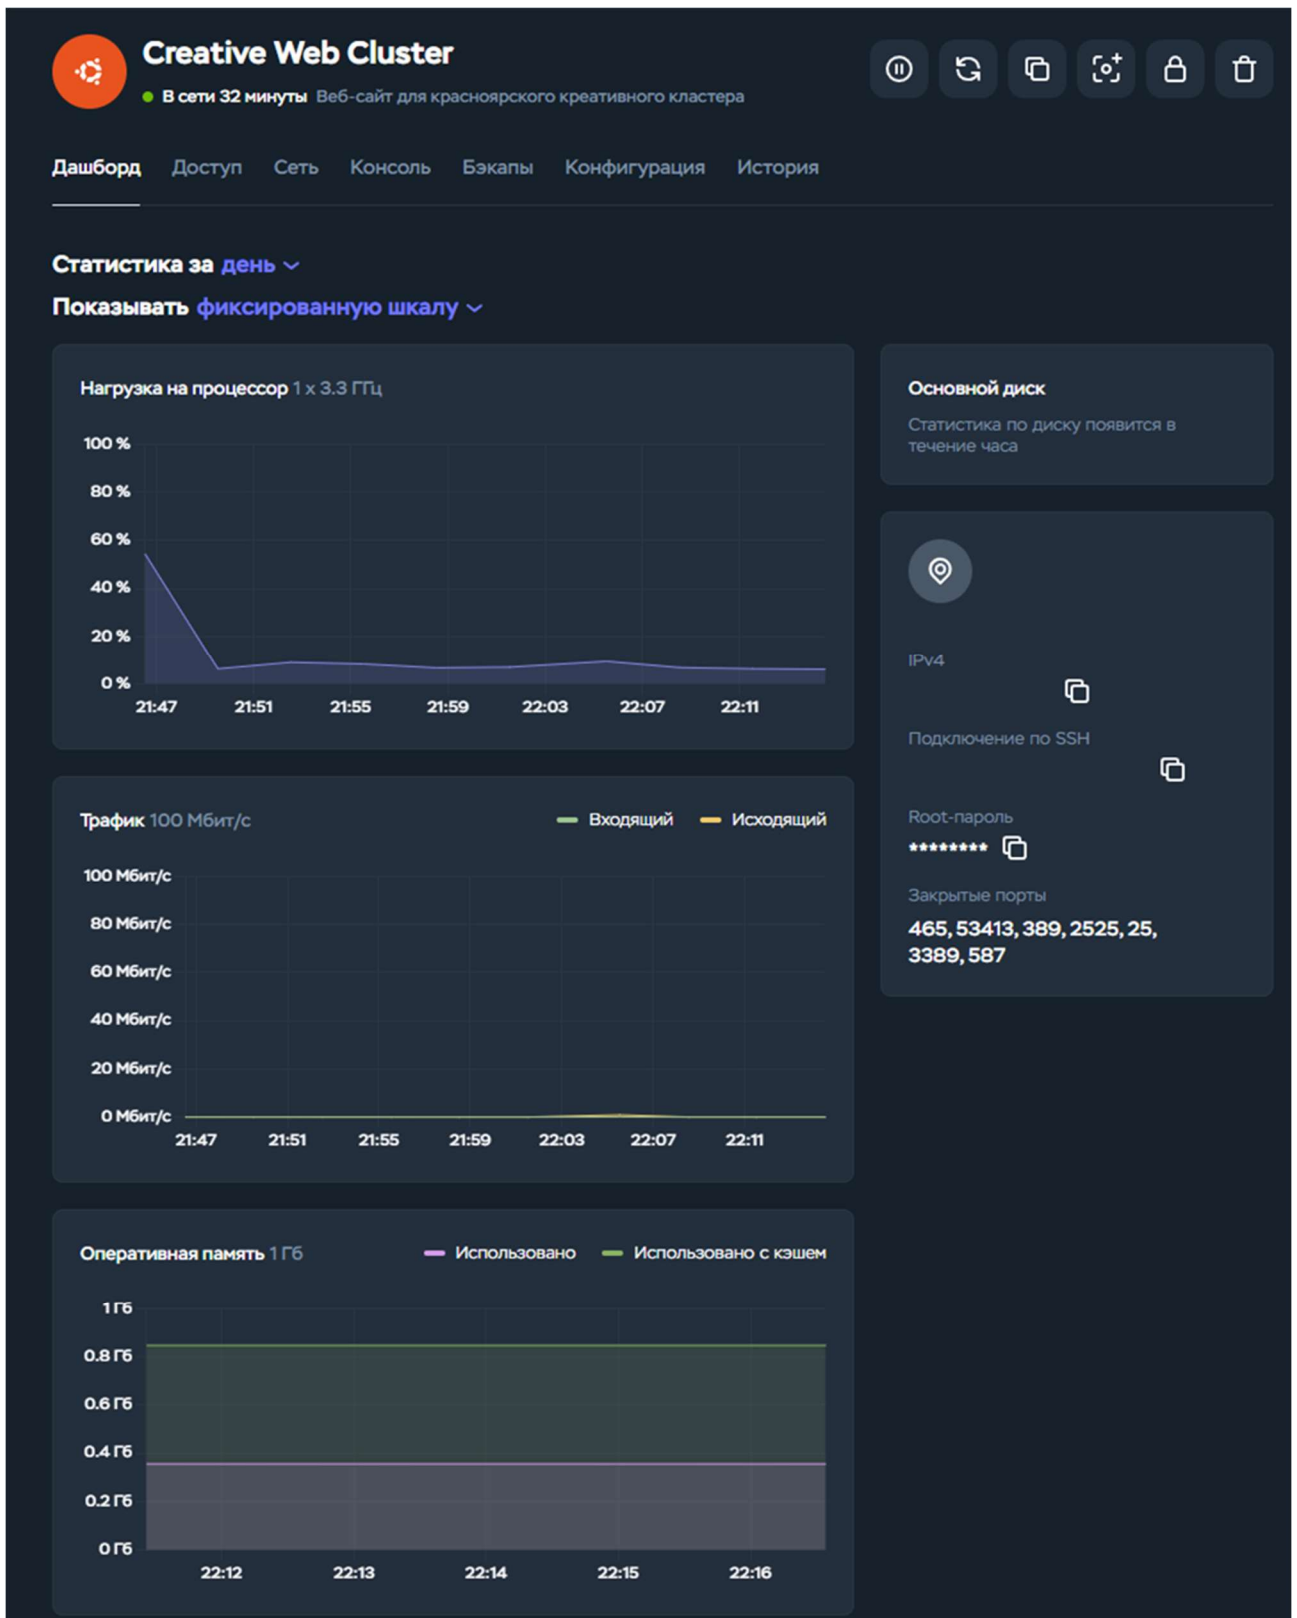 Creative Web Cluster
В сети 32 минуты Веб-сайт для красноярского креативного кластера
Дашборд Доступ Сеть Консоль Бэкапы Конфигурация История
Статистика за день
Показывать фиксированную шкалу
Нагрузка на процессор 1 x 3.3 ГГц
100 %
80 %
60 %
40 %
20 %
0 %
21:47 21:51 21:55 21:59 22:03 22:07 22:11
Основной диск
Статистика по диску появится в
течение часа
IPv4
Подключение по SSH
Root-пароль
********
Закрытые порты
465, 53413, 389, 2525, 25,
3389, 587
Трафик 100 Мбит/с Входящий Исходящий
100 Мбит/с
80 Мбит/с
60 Мбит/с
40 Мбит/с
20 Мбит/с
0 Мбит/с
21:47 21:51 21:55 21:59 22:03 22:07 22:11
Оперативная память 1 Гб Использовано Использовано с кэшем
1 Гб
0.8 Гб
0.6 Гб
0.4 Гб
0.2 Гб
0 Гб
22:12 22:13 22:14 22:15 22:16